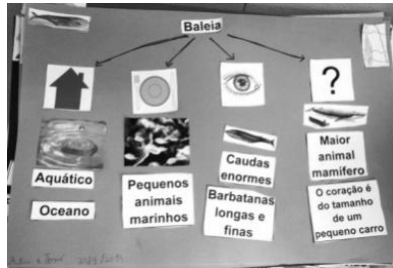 Baleia
?
Aquático
Oceano
Pequenos
animais
marinhos
Caudas
enormes
Barbatanas
longas e
finas
Maior
animal
mamifero
O coração é
do tamanho
de um
pequeno carro